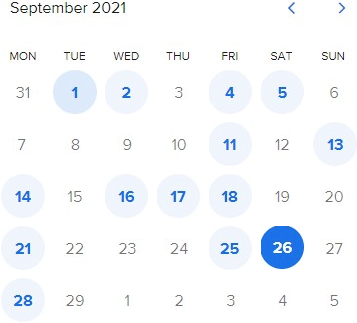 September 2021
MON TUE WED THU FRI SAT SUN
31 1 2 3 4 5 6
7 8 9 10 11 12 13
14 15 16 17 18 19 20
21 22 23 24 25 26 27
28 29 1 2 3 4 5